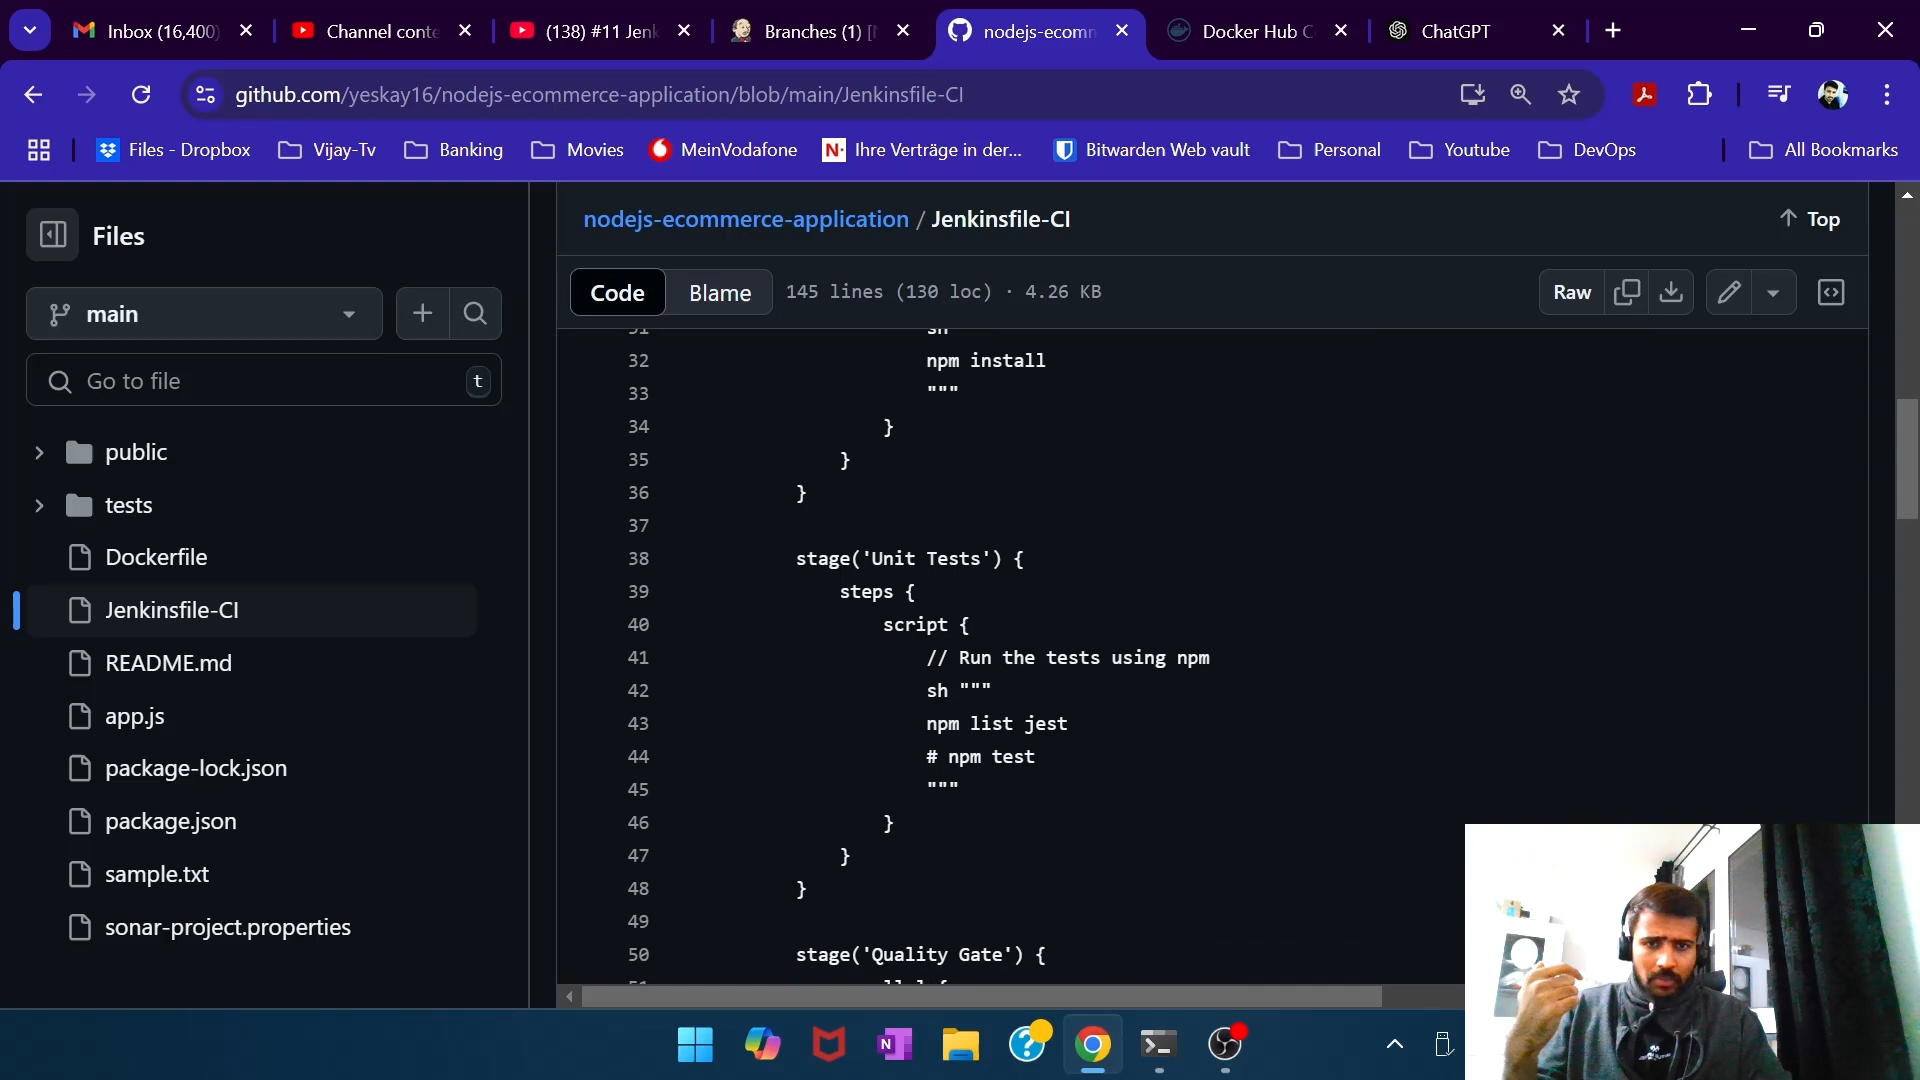 Inbox (16,400)
Channel conte
(138) #11 Jenk
Branches (1) [
nodejs-ecomm
Docker Hub C
ChatGPT
github.com/yeskay16/nodejs-ecommerce-application/blob/main/Jenkinsfile-CI
Files - Dropbox
Vijay-Tv
Banking
Movies
MeinVodafone
Ihre Verträge in der...
Bitwarden Web vault
Personal
Youtube
DevOps
All Bookmarks
Files
main
Go to file
t
public
tests
Dockerfile
Jenkinsfile-CI
README.md
app.js
package-lock.json
package.json
sample.txt
sonar-project.properties
nodejs-ecommerce-application / Jenkinsfile-CI
Top
Code
Blame
145 lines (130 loc) · 4.26 KB
Raw
31 sh
32 npm install
33 """
34 }
35 }
36 }
37
38 stage('Unit Tests') {
39 steps {
40 script {
41 // Run the tests using npm
42 sh """
43 npm list jest
44 # npm test
45 """
46 }
47 }
48 }
49
50 stage('Quality Gate') {